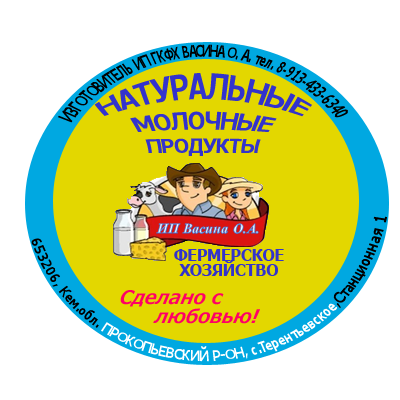 ИЗГОТОВИТЕЛЬ ИП ГКФХ ВАСИНА О, А, тел. 8-913-433-6340
НАТУРАЛЬНЫЕ
МОЛОЧНЫЕ
ПРОДУКТЫ
ИП Васина О.А.
ФЕРМЕРСКОЕ
ХОЗЯЙСТВО
Сделано с
любовью!
653206, Кем.обл. ПРОКОПЬЕВСКИЙ Р-ОН, с.Терентьевское,Станционная 1